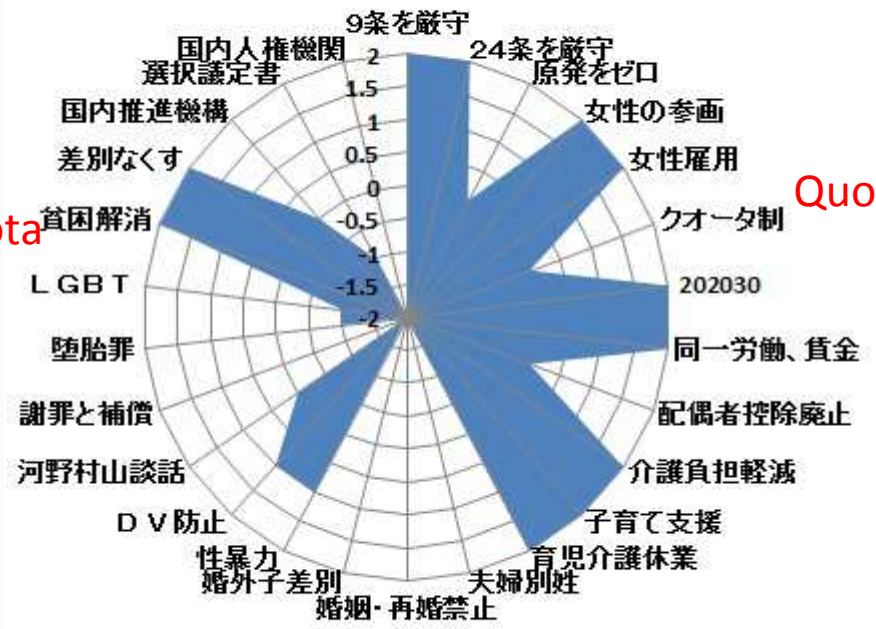 9条を厳守
24条を厳守
原発をゼロ
女性の参画
女性雇用
クオータ制
Quo
202030
同一労働、賃金
配偶者控除廃止
介護負担軽減
子育て支援
育児介護休業
夫婦別姓
婚姻・再婚禁止
婚外子差別
性暴力
DV防止
河野村山談話
謝罪と補償
堕胎罪
LGBT
貧困解消
ota
差別なくす
国内推進機構
選択議定書
国内人権機関
2
1.5
1
0.5
0
-0.5
-1
-1.5
-2